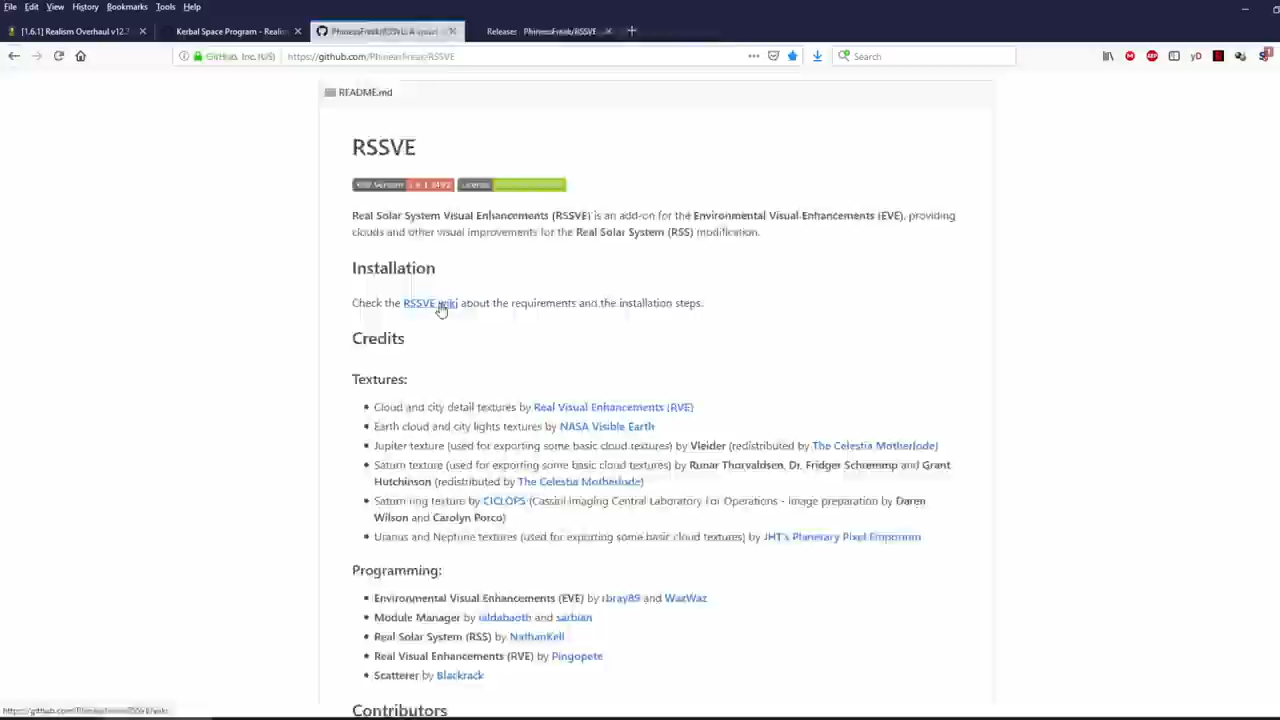 File Edit View History Bookmarks Tools Help
[1.6.1] Realism Overhaul v12.
Kerbal Space Program - Realism
PhineasFreak/RSSVE: A
Releases · PhineasFreak/RSSVE
GitHub, Inc. (US)
https://github.com/PhineasFreak/RSSVE
Search
README.md
RSSVE
License
Real Solar System Visual Enhancements (RSSVE) is an add-on for the Environmental Visual Enhancements (EVE), providing
clouds and other visual improvements for the Real Solar System (RSS) modification.
Installation
Check the RSSVE wiki about the requirements and the installation steps.
Credits
Textures:
Cloud and city detail textures by Real Visual Enhancements (RVE)
Earth cloud and city lights textures by NASA Visible Earth
Jupiter texture (used for exporting some basic cloud textures) by Vleider (redistributed by The Celestia Motherlode)
Saturn texture (used for exporting some basic cloud textures) by Runar Thorvaldsen, Dr. Fridger Schrempp and Grant
Hutchinson (redistributed by The Celestia Motherlode)
Saturn ring texture by CICLOPS (Cassini Imaging Central Laboratory for Operations - image preparation by Daren
Wilson and Carolyn Porco)
Uranus and Neptune textures (used for exporting some basic cloud textures) by JHT's Planetary Pixel Emporium
Programming:
Environmental Visual Enhancements (EVE) by rbray89 and WazWaz
Module Manager by ialdabaoth and sarbian
Real Solar System (RSS) by NathanKell
Real Visual Enhancements (RVE) by Pingopete
Scatterer by Blackrack
Contributors
https://github.com/PhineasFreak/RSSVE/wiki